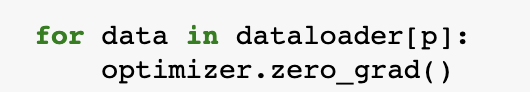 for data in dataloader[p]:
    optimizer.zero_grad()